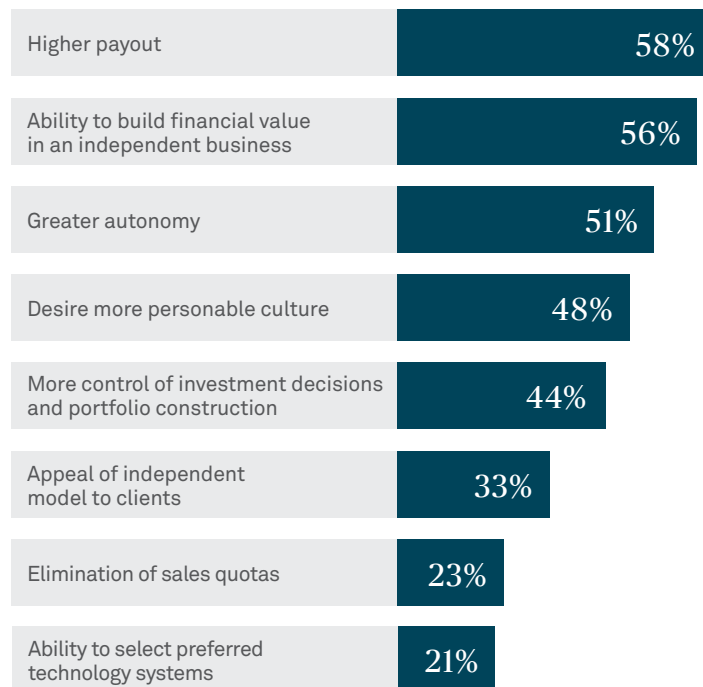 Higher payout
58%
Ability to build financial value
in an independent business
56%
Greater autonomy
51%
Desire more personable culture
48%
More control of investment decisions
and portfolio construction
44%
Appeal of independent
model to clients
33%
Elimination of sales quotas
23%
Ability to select preferred
technology systems
21%